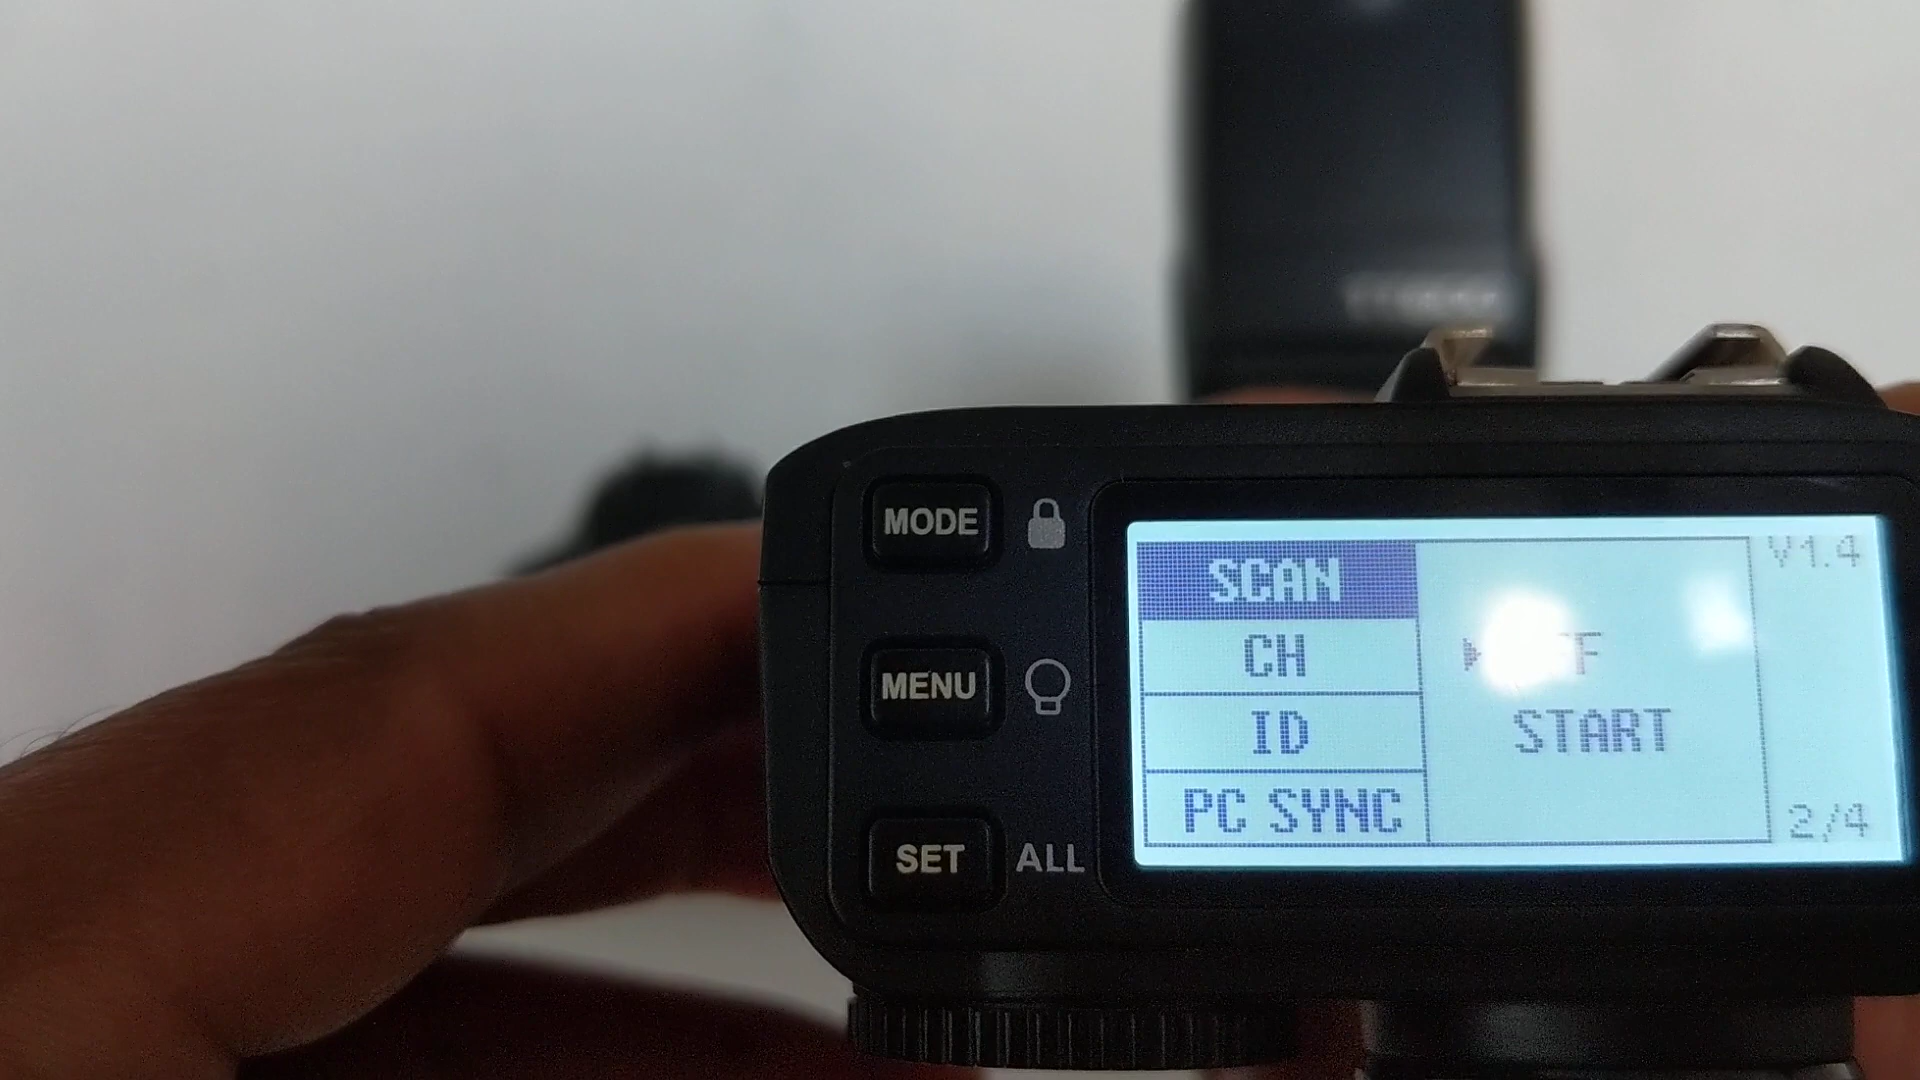 MODE
MENU
SET ALL
SCAN
CH
ID
PC SYNC
START
V1.4
2/4